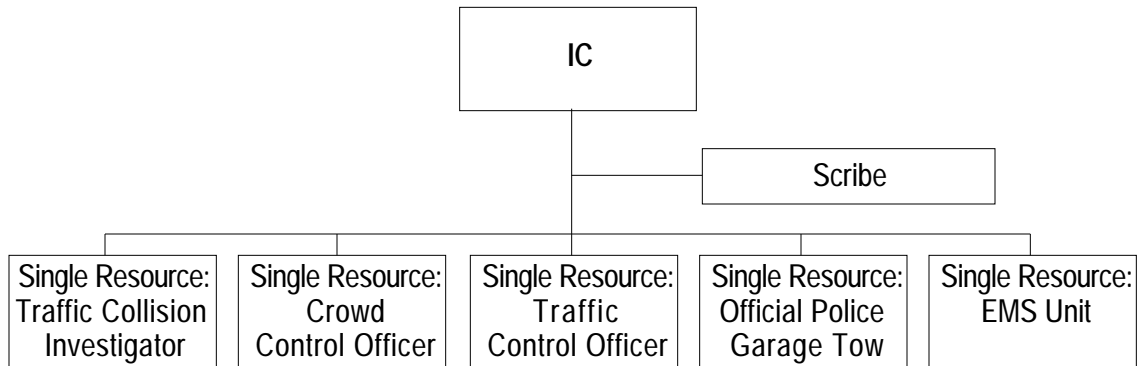 IC
Scribe
Single Resource:
Traffic Collision
Investigator
Single Resource:
Crowd
Control Officer
Single Resource:
Traffic
Control Officer
Single Resource:
Official Police
Garage Tow
Single Resource:
EMS Unit